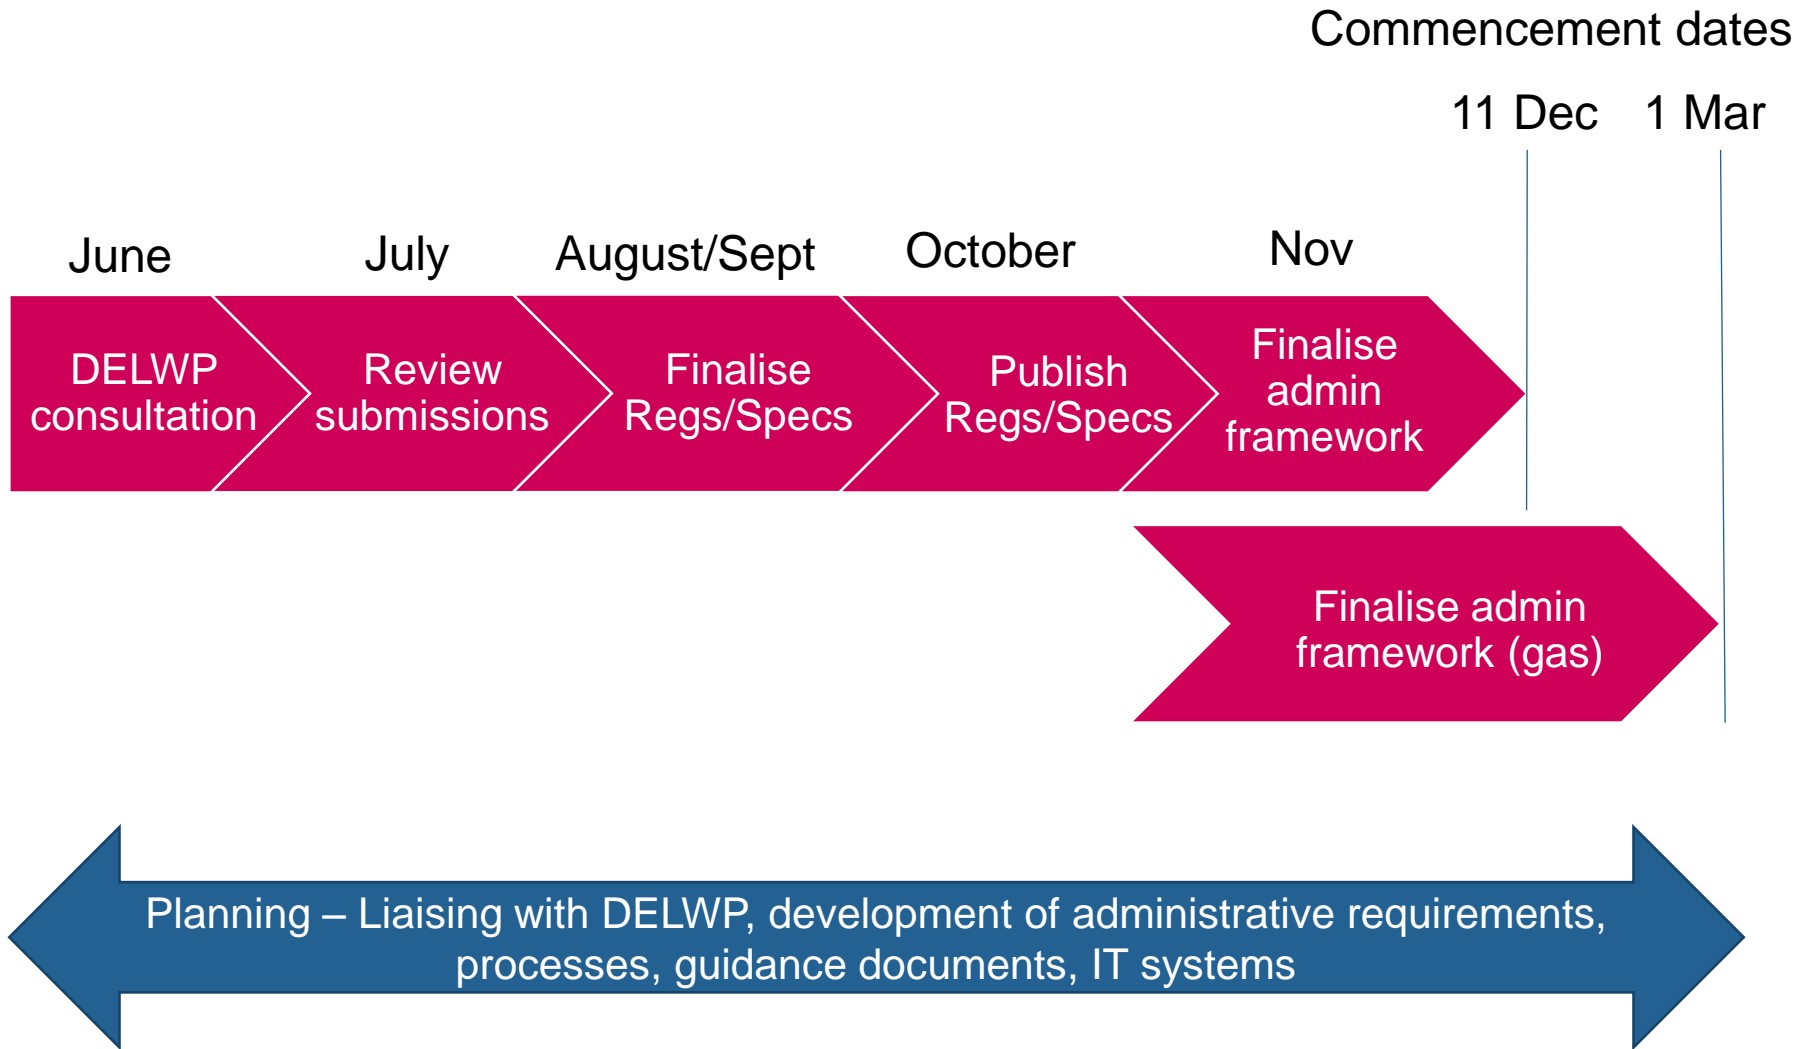 Commencement dates
11 Dec 1 Mar
June July August/Sept October Nov
DELWP
consultation
Review
submissions
Finalise
Regs/Specs
Publish
Regs/Specs
Finalise
admin
framework
Finalise admin
framework (gas)
Planning – Liaising with DELWP, development of administrative requirements,
processes, guidance documents, IT systems